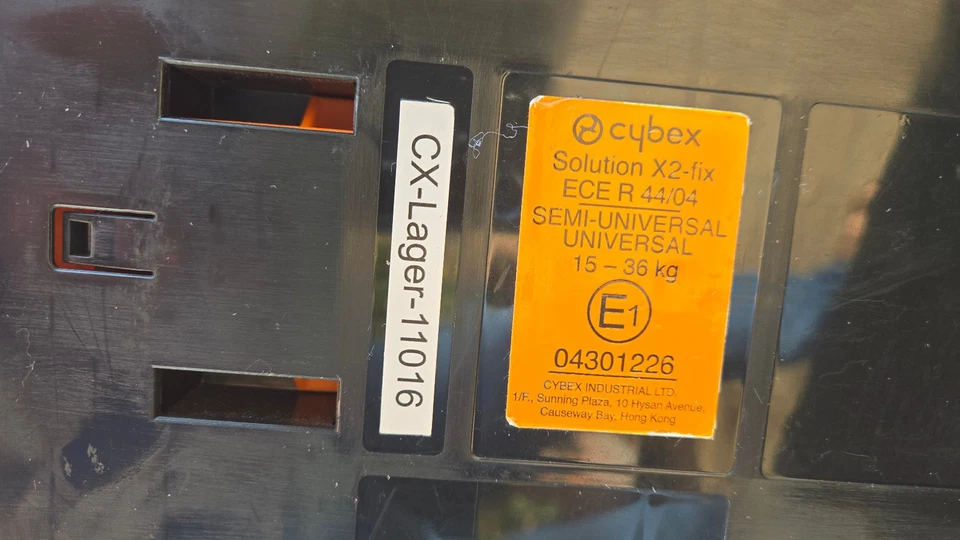 CX-Lager-11016
cybex
Solution X2-fix
ECE R 44/04
SEMI-UNIVERSAL
UNIVERSAL
15 – 36 kg
E1
04301226
CYBEX INDUSTRIAL LTD.
1/F., Sunning Plaza, 10 Hysan Avenue,
Causeway Bay, Hong Kong